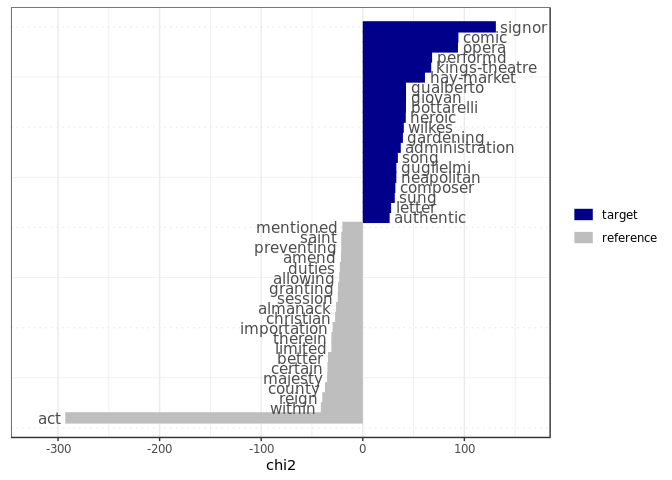 signor
comic
opera
performd
kings-theatre
hay-market
gualberto
giovan
bottarelli
heroic
wilkes
gardening
administration
song
guglielmi
neapolitan
composer
sung
letter
authentic
mentioned
saint
preventing
amend
duties
allowing
granting
session
almanack
christian
importation
therein
limited
better
certain
majesty
county
reign
within
act
-300 -200 -100 0 100
chi2
target
reference